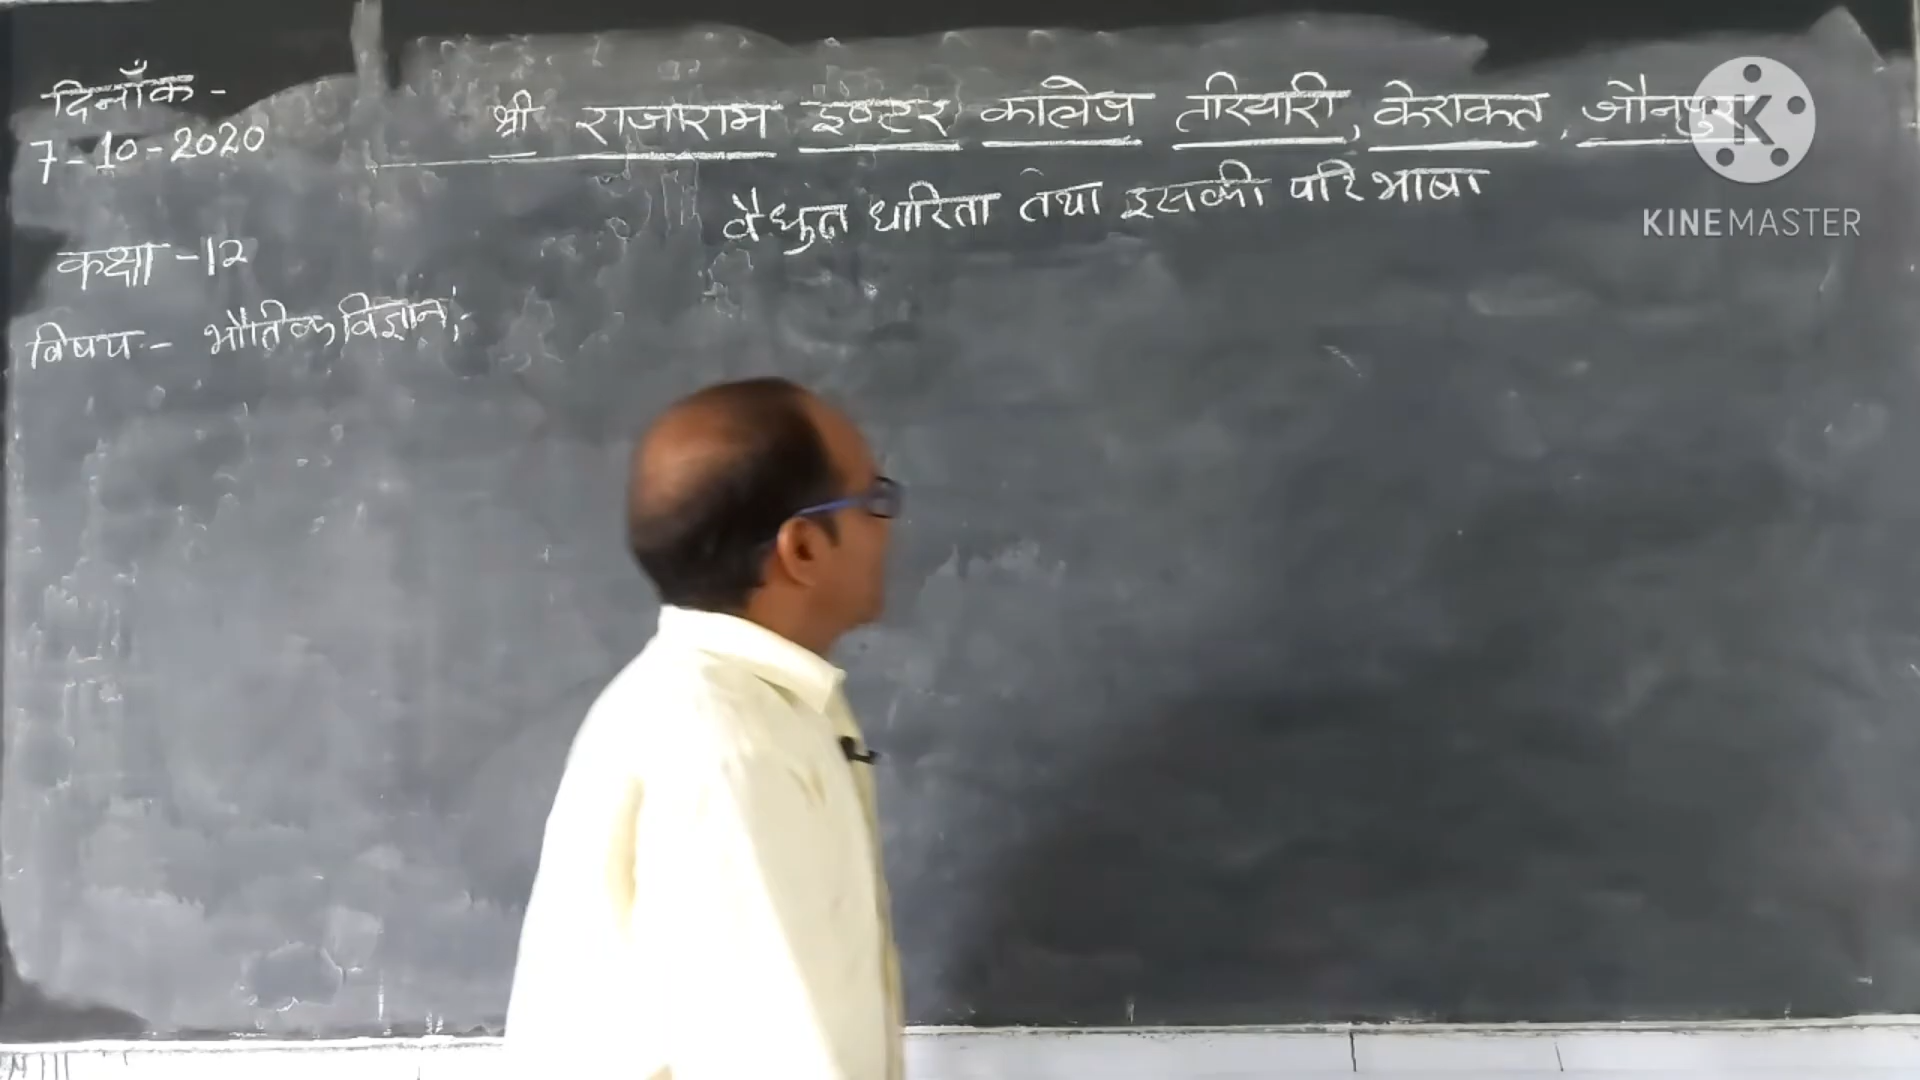 दिनाँक -
7-10-2020
श्री राजाराम इण्टर कालेज तरियारी, केराकत, जौनपुर
वैधुत धारिता तथा इसकी परिभाषा
कक्षा -12
विषय:- भौतिक विज्ञान;-
K
KINEMASTER